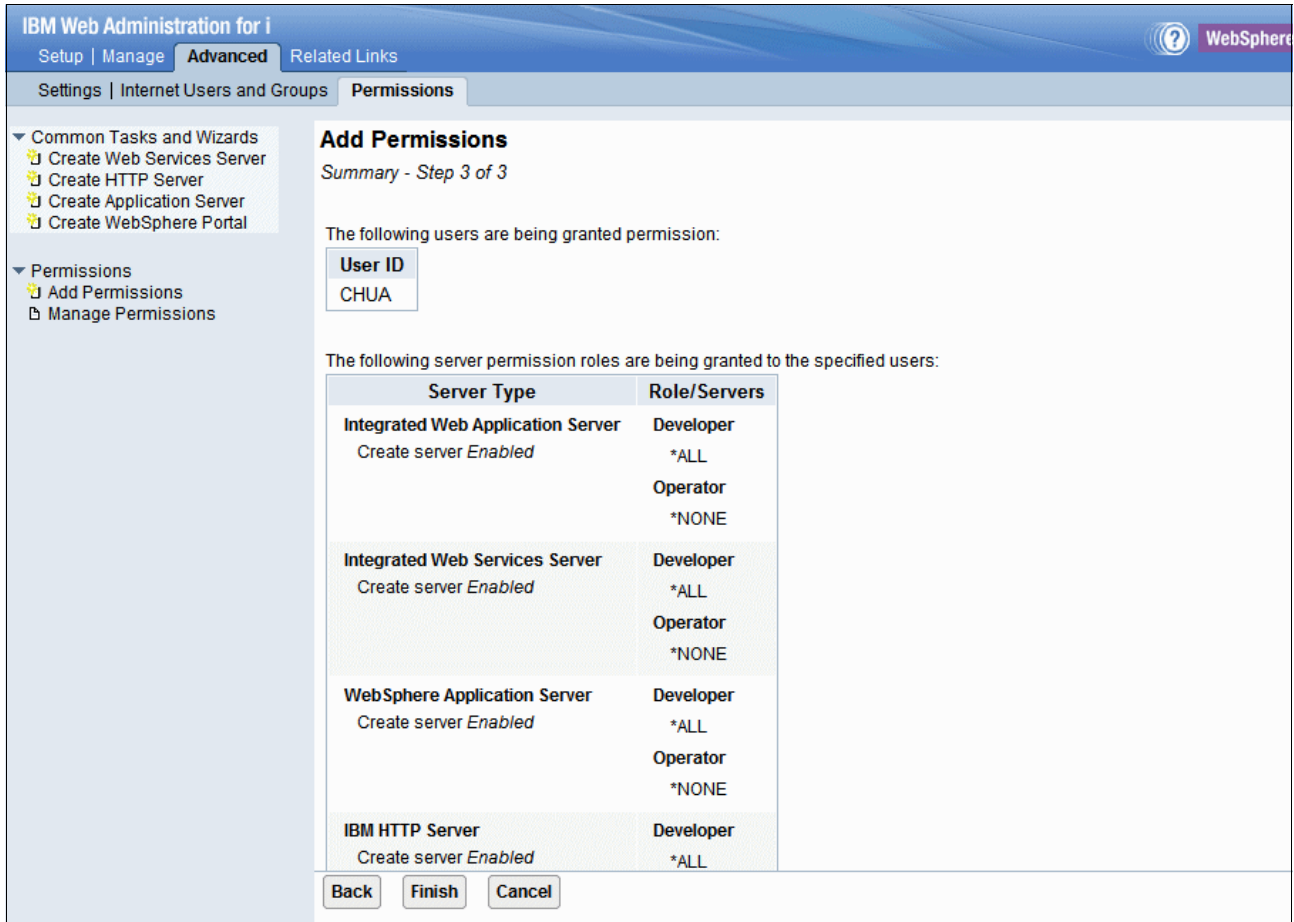 IBM Web Administration for i
Setup | Manage Advanced Related Links
? WebSphere
Settings | Internet Users and Groups Permissions
Common Tasks and Wizards
Create Web Services Server
Create HTTP Server
Create Application Server
Create WebSphere Portal
Permissions
Add Permissions
Manage Permissions
Add Permissions
Summary - Step 3 of 3
The following users are being granted permission:
User ID
CHUA
The following server permission roles are being granted to the specified users:
Server Type Role/Servers
Integrated Web Application Server Developer
Create server Enabled *ALL
Operator
*NONE
Integrated Web Services Server Developer
Create server Enabled *ALL
Operator
*NONE
WebSphere Application Server Developer
Create server Enabled *ALL
Operator
*NONE
IBM HTTP Server Developer
Create server Enabled *ALL
Back Finish Cancel